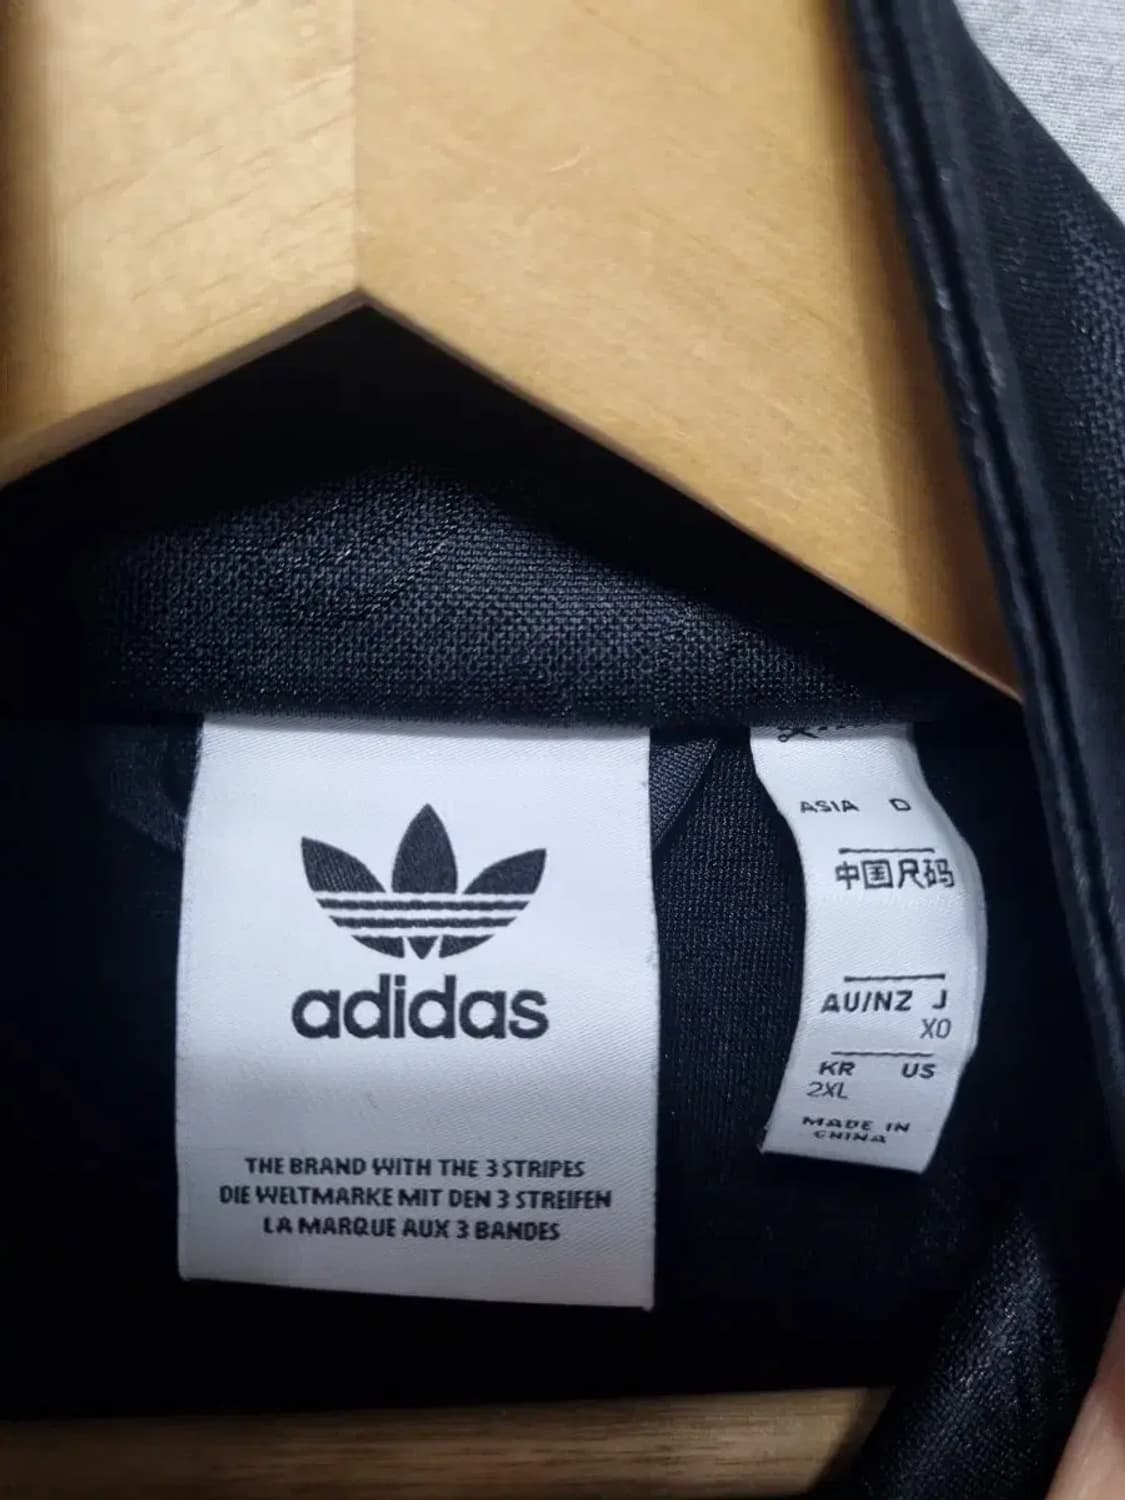 adidas
THE BRAND WITH THE 3 STRIPES
DIE WELTMARKE MIT DEN 3 STREIFEN
LA MARQUE AUX 3 BANDES
ASIA D
中国尺码
AU/NZ J
XO
KR US
2XL
MADE IN
CHINA